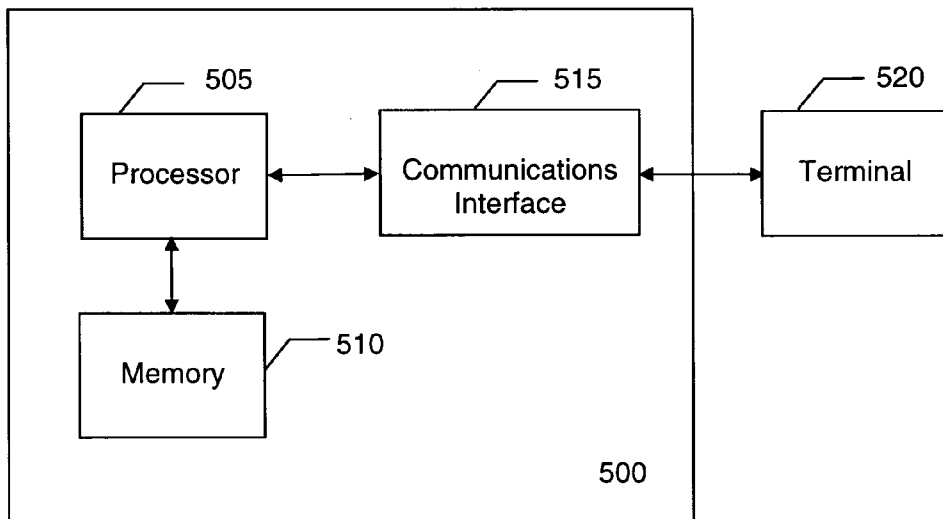 505
515
520
Processor
Communications
Interface
Terminal
510
Memory
500